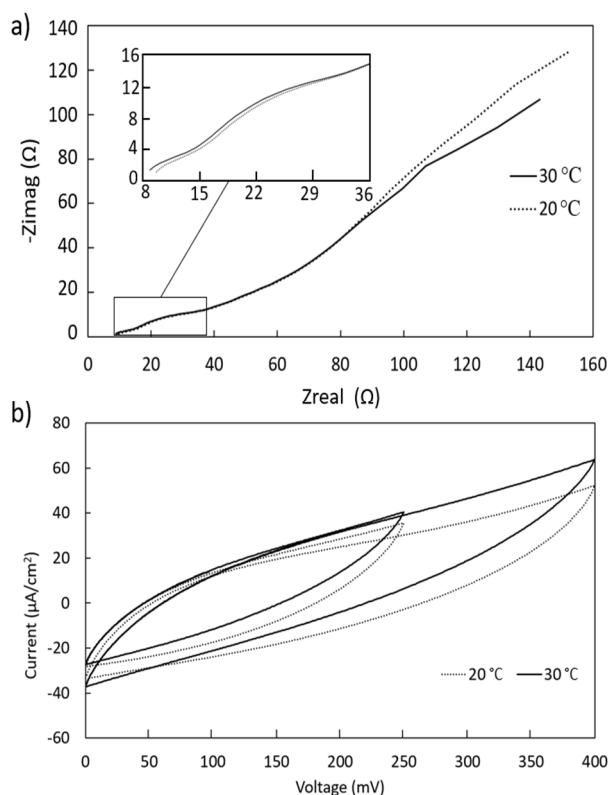 a)
140
120
100
80
60
40
20
0
-Zimag (Ω)
16
12
8
4
0
8 15 22 29 36
30 °C
20 °C
0 20 40 60 80 100 120 140 160
Zreal (Ω)
b)
80
60
40
20
0
-20
-40
-60
Current (µA/cm²)
20 °C 30 °C
0 50 100 150 200 250 300 350 400
Voltage (mV)